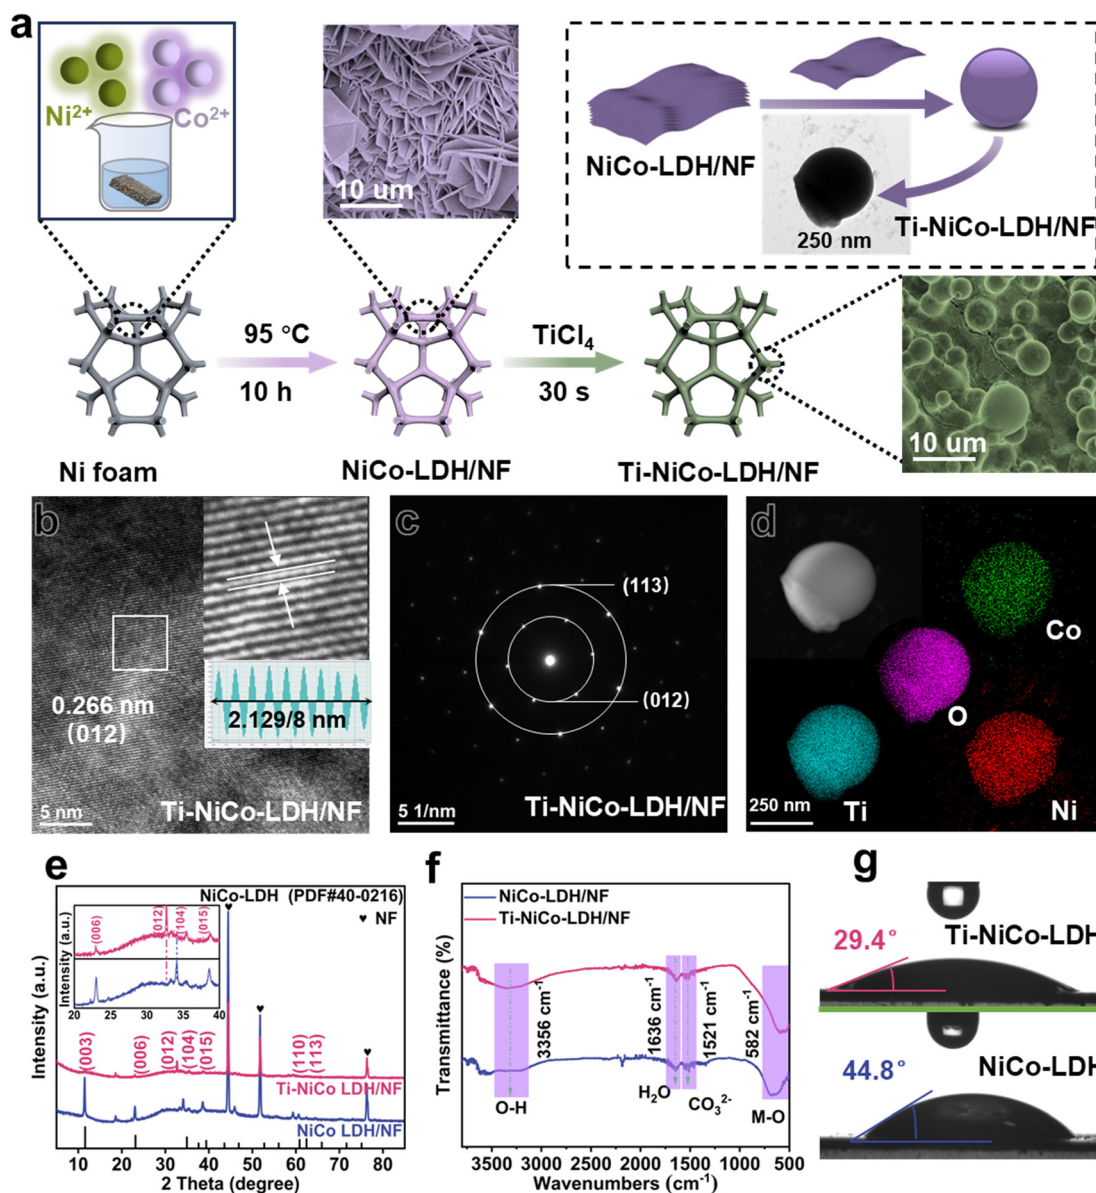 a
Ni²⁺
Co²⁺
10 um
NiCo-LDH/NF
250 nm
Ti-NiCo-LDH/NF
95 °C
10 h
TiCl₄
30 s
10 um
Ni foam
NiCo-LDH/NF
Ti-NiCo-LDH/NF
b
0.266 nm
(012)
2.129/8 nm
5 nm
Ti-NiCo-LDH/NF
c
(113)
(012)
5 1/nm
Ti-NiCo-LDH/NF
d
Co
O
Ti
Ni
250 nm
e
NiCo-LDH (PDF#40-0216)
♥ NF
Intensity (a.u.)
Intensity (a.u.)
(006)
(012)
(104)
(015)
20 25 30 35 40
Intensity (a.u.)
(003)
(006)
(012)
(104)
(015)
(110)
(113)
Ti-NiCo LDH/NF
NiCo LDH/NF
10 20 30 40 50 60 70 80
2 Theta (degree)
f
NiCo-LDH/NF
Ti-NiCo-LDH/NF
Transmittance (%)
3356 cm⁻¹
1636 cm⁻¹
1521 cm⁻¹
582 cm⁻¹
O-H
H₂O
CO₃²⁻
M-O
3500 3000 2500 2000 1500 1000 500
Wavenumbers (cm⁻¹)
g
29.4°
Ti-NiCo-LDH
44.8°
NiCo-LDH